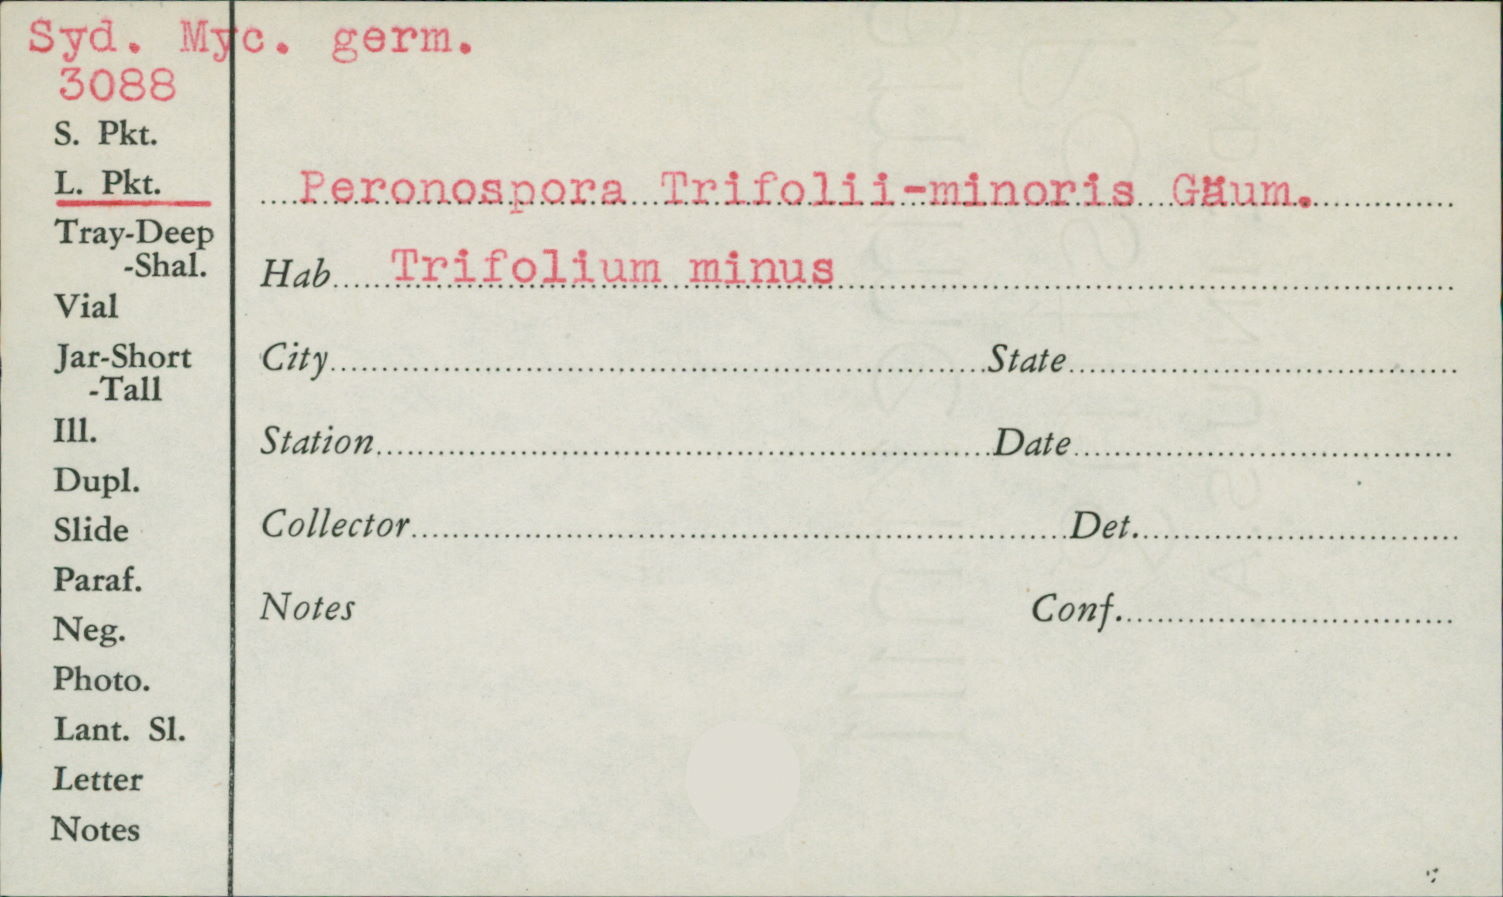 Syd. Myc. germ.
3088
S. Pkt.
L. Pkt.
Tray-Deep
-Shal.
Vial
Jar-Short
-Tall
Ill.
Dupl.
Slide
Paraf.
Neg.
Photo.
Lant. Sl.
Letter
Notes
Peronospora Trifolii-minoris Gäum.
Hab Trifolium minus
City State
Station Date
Collector Det.
Notes Conf.